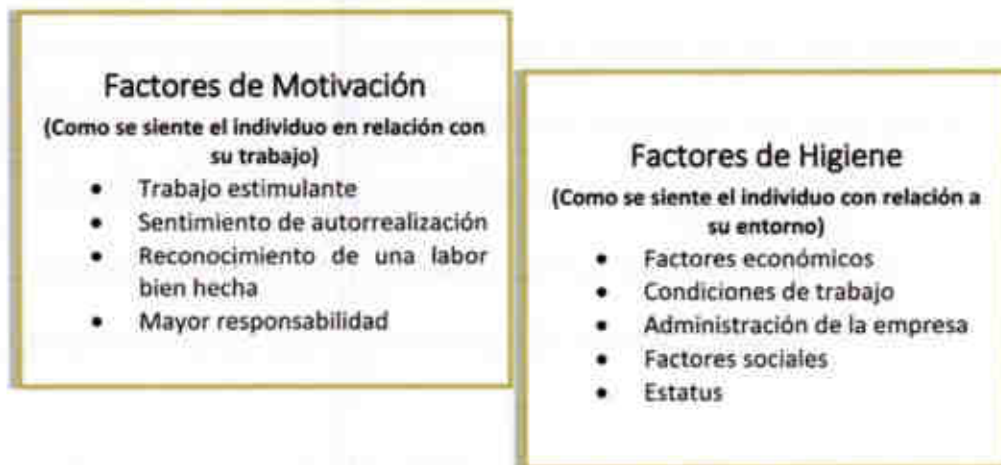 Factores de Motivación
(Como se siente el individuo en relación con
su trabajo)
• Trabajo estimulante
• Sentimiento de autorrealización
• Reconocimiento de una labor
bien hecha
• Mayor responsabilidad
Factores de Higiene
(Como se siente el individuo con relación a
su entorno)
• Factores económicos
• Condiciones de trabajo
• Administración de la empresa
• Factores sociales
• Estatus